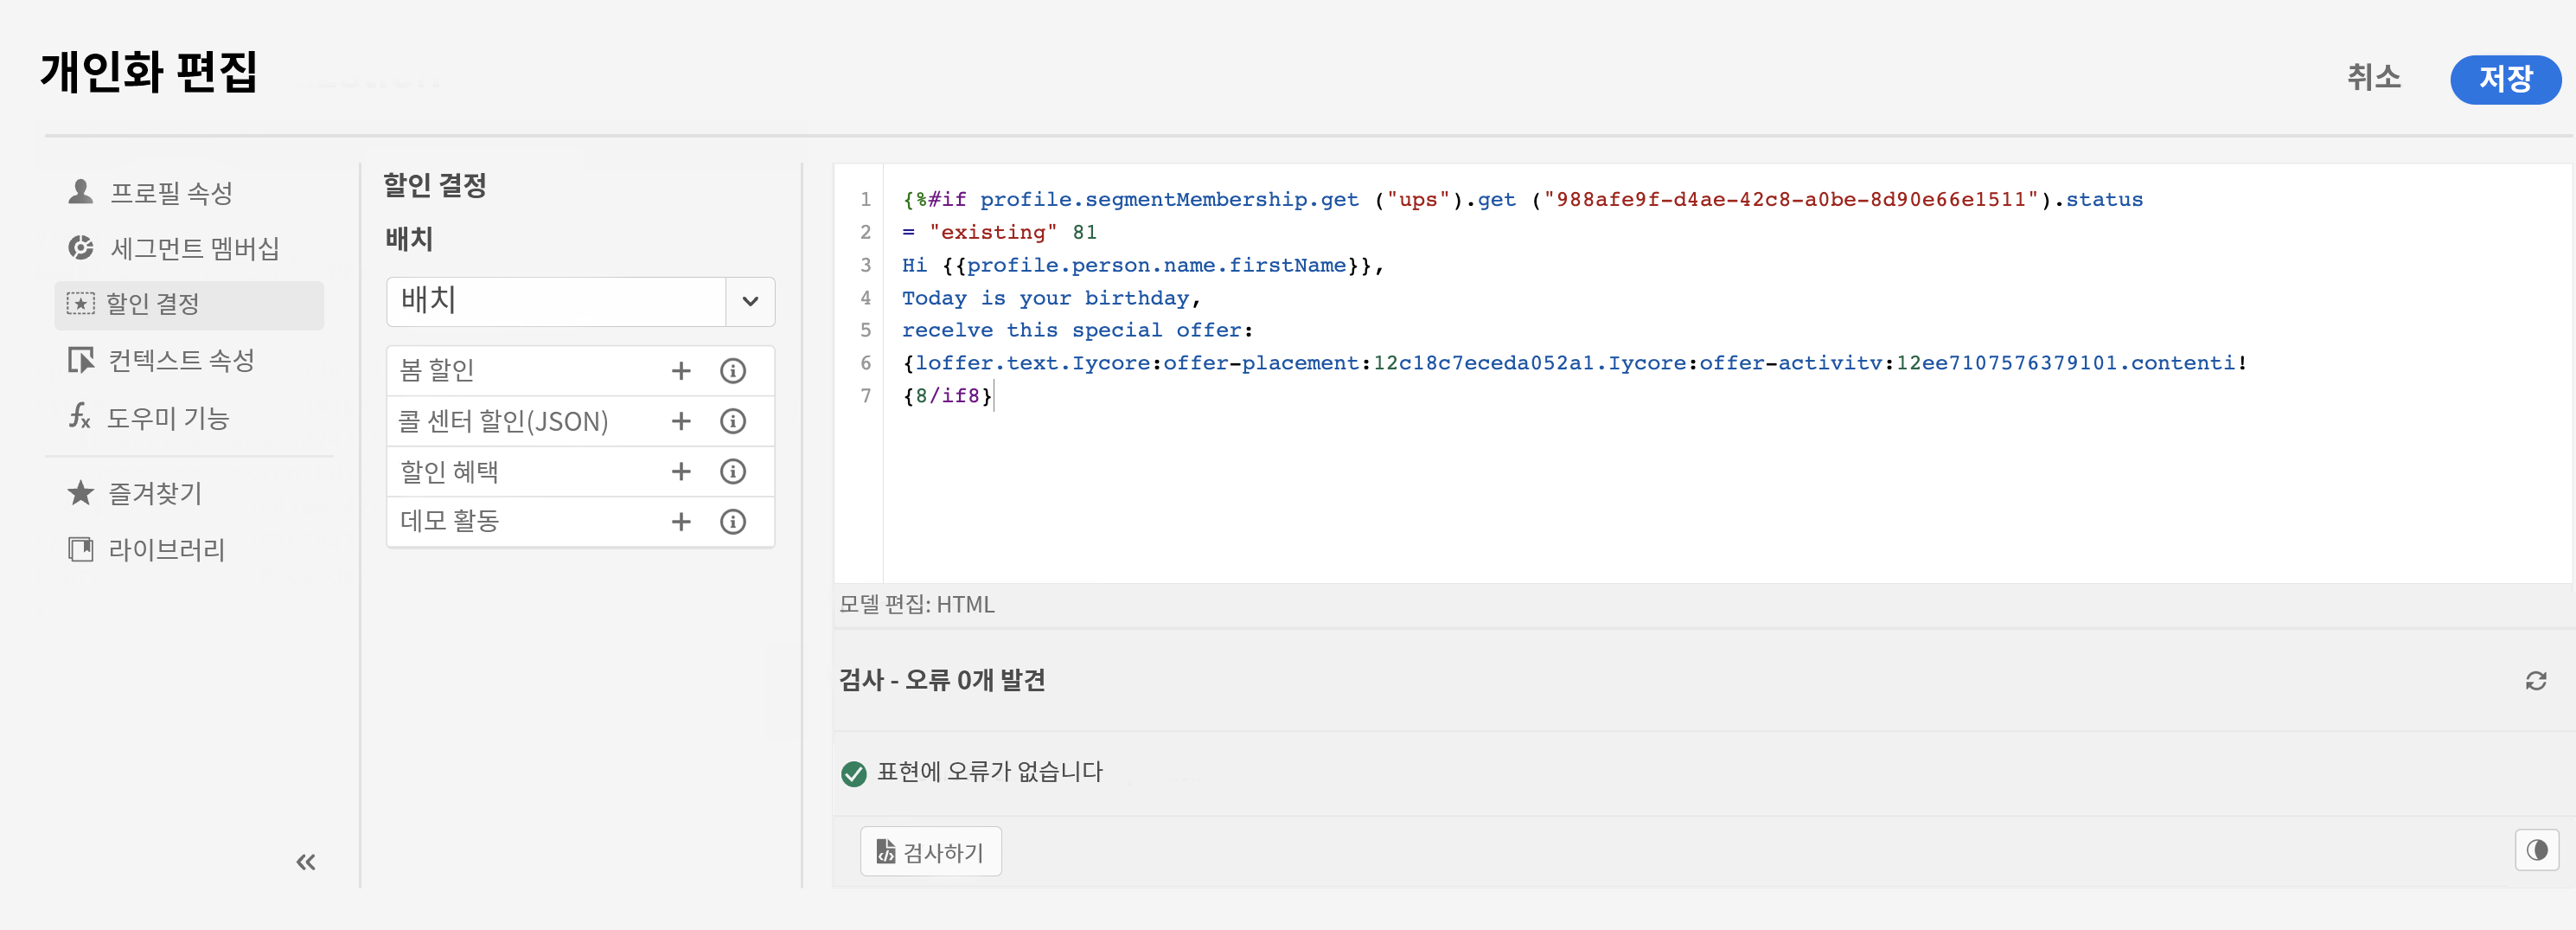 개인화 편집
취소
저장
프로필 속성
세그먼트 멤버십
할인 결정
컨텍스트 속성
도우미 기능
즐겨찾기
라이브러리
할인 결정
배치
배치
봄 할인
콜 센터 할인(JSON)
할인 혜택
데모 활동
1 {%#if profile.segmentMembership.get ("ups").get ("988afe9f-d4ae-42c8-a0be-8d90e66e1511").status
2 = "existing" 81
3 Hi {{profile.person.name.firstName}},
4 Today is your birthday,
5 recelve this special offer:
6 {loffer.text.Iycore:offer-placement:12c18c7eceda052a1.Iycore:offer-activitv:12ee7107576379101.contenti!
7 {8/if8}
모델 편집: HTML
검사 - 오류 0개 발견
표현에 오류가 없습니다
검사하기